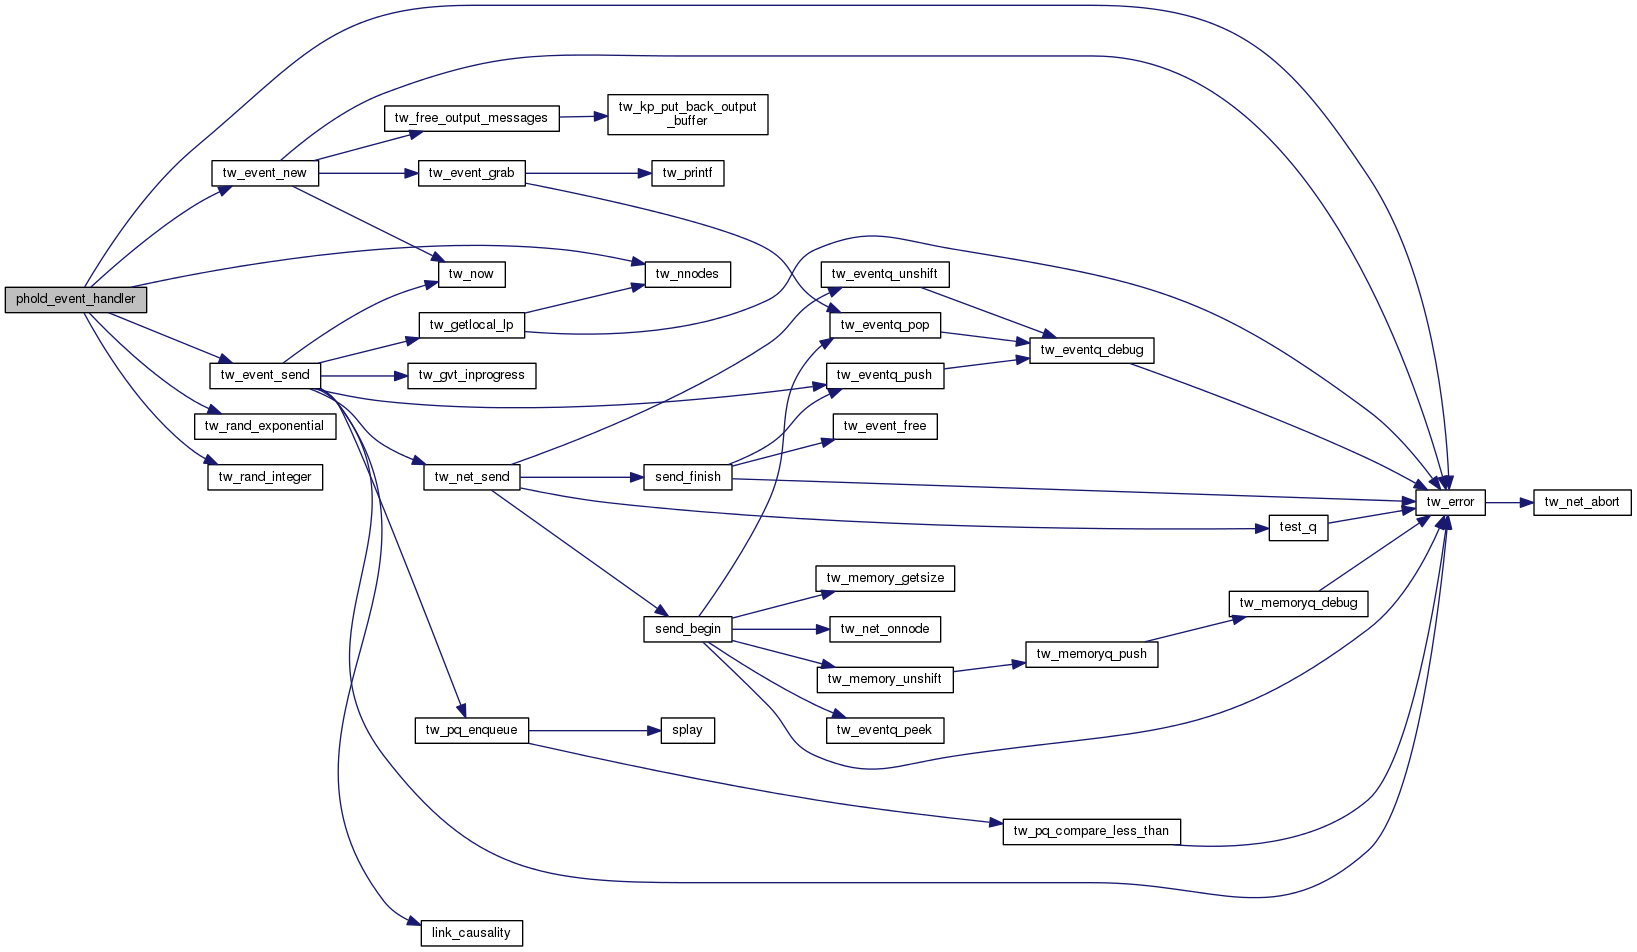 tw_kp_put_back_output
_buffer
tw_free_output_messages
tw_event_new
tw_event_grab
tw_printf
tw_now
tw_nnodes
tw_eventq_unshift
phold_event_handler
tw_getlocal_lp
tw_eventq_pop
tw_eventq_debug
tw_event_send
tw_gvt_inprogress
tw_eventq_push
tw_rand_exponential
tw_event_free
tw_rand_integer
tw_net_send
send_finish
tw_error
tw_net_abort
test_q
tw_memory_getsize
tw_memoryq_debug
send_begin
tw_net_onnode
tw_memoryq_push
tw_memory_unshift
tw_pq_enqueue
splay
tw_eventq_peek
tw_pq_compare_less_than
link_causality